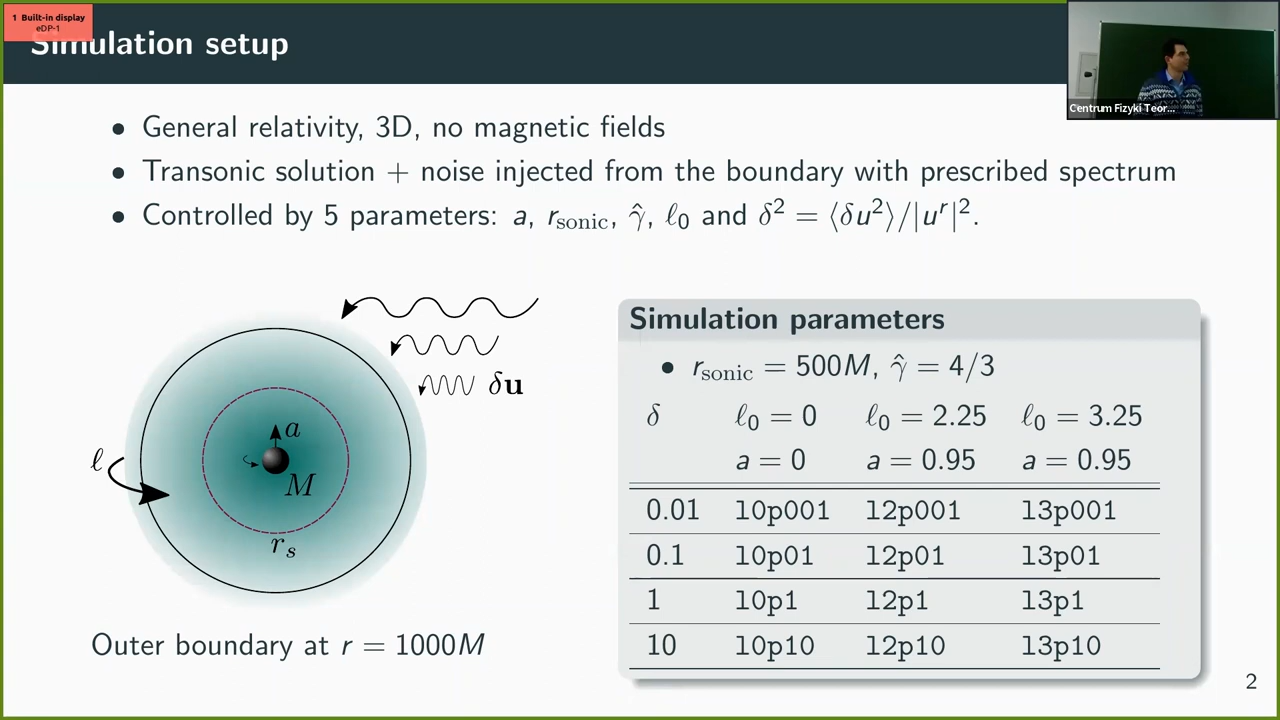 1 Built-in display
eDP-1
Simulation setup
Centrum Fizyki Teor...
• General relativity, 3D, no magnetic fields
• Transonic solution + noise injected from the boundary with prescribed spectrum
• Controlled by 5 parameters: a, r_sonic, γ̂, ℓ₀ and δ² = ⟨δu²⟩/|uʳ|².
δu
a
ℓ
M
r_s
Outer boundary at r = 1000M
Simulation parameters
• r_sonic = 500M, γ̂ = 4/3
δ ℓ₀ = 0 ℓ₀ = 2.25 ℓ₀ = 3.25
a = 0 a = 0.95 a = 0.95
0.01 l0p001 l2p001 l3p001
0.1 l0p01 l2p01 l3p01
1 l0p1 l2p1 l3p1
10 l0p10 l2p10 l3p10
2